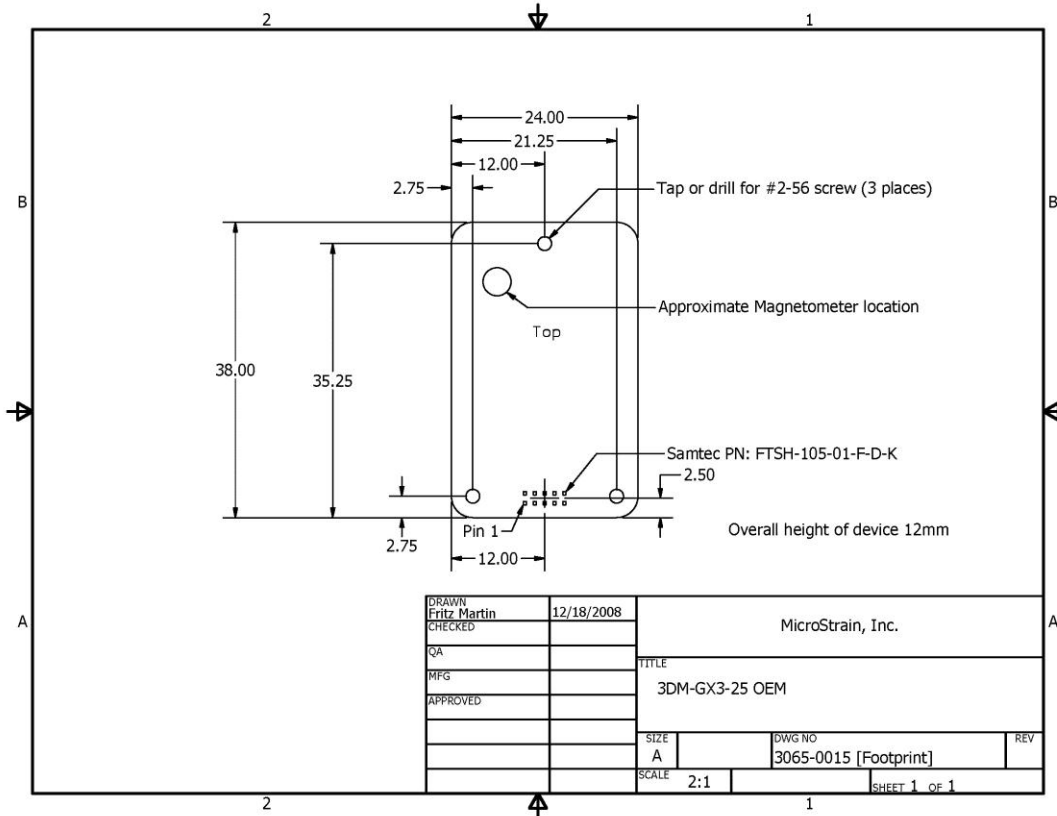 2
1
24.00
21.25
12.00
2.75
Tap or drill for #2-56 screw (3 places)
B
B
Approximate Magnetometer location
Top
38.00
35.25
Samtec PN: FTSH-105-01-F-D-K
2.50
Pin 1
2.75
12.00
Overall height of device 12mm
A
A
DRAWN
Fritz Martin
12/18/2008
CHECKED
QA
MFG
APPROVED
MicroStrain, Inc.
TITLE
3DM-GX3-25 OEM
SIZE
A
DWG NO
3065-0015 [Footprint]
REV
SCALE 2:1
SHEET 1 OF 1
2
1